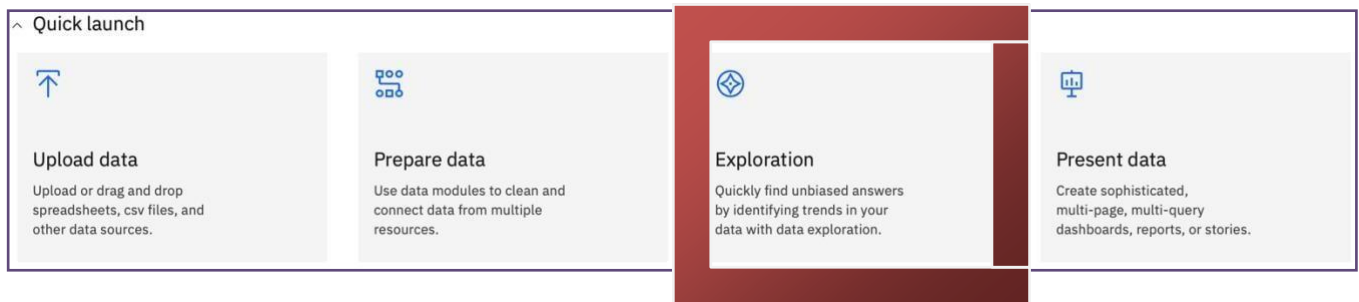 Quick launch
Upload data
Upload or drag and drop
spreadsheets, csv files, and
other data sources.
Prepare data
Use data modules to clean and
connect data from multiple
resources.
Exploration
Quickly find unbiased answers
by identifying trends in your
data with data exploration.
Present data
Create sophisticated,
multi-page, multi-query
dashboards, reports, or stories.